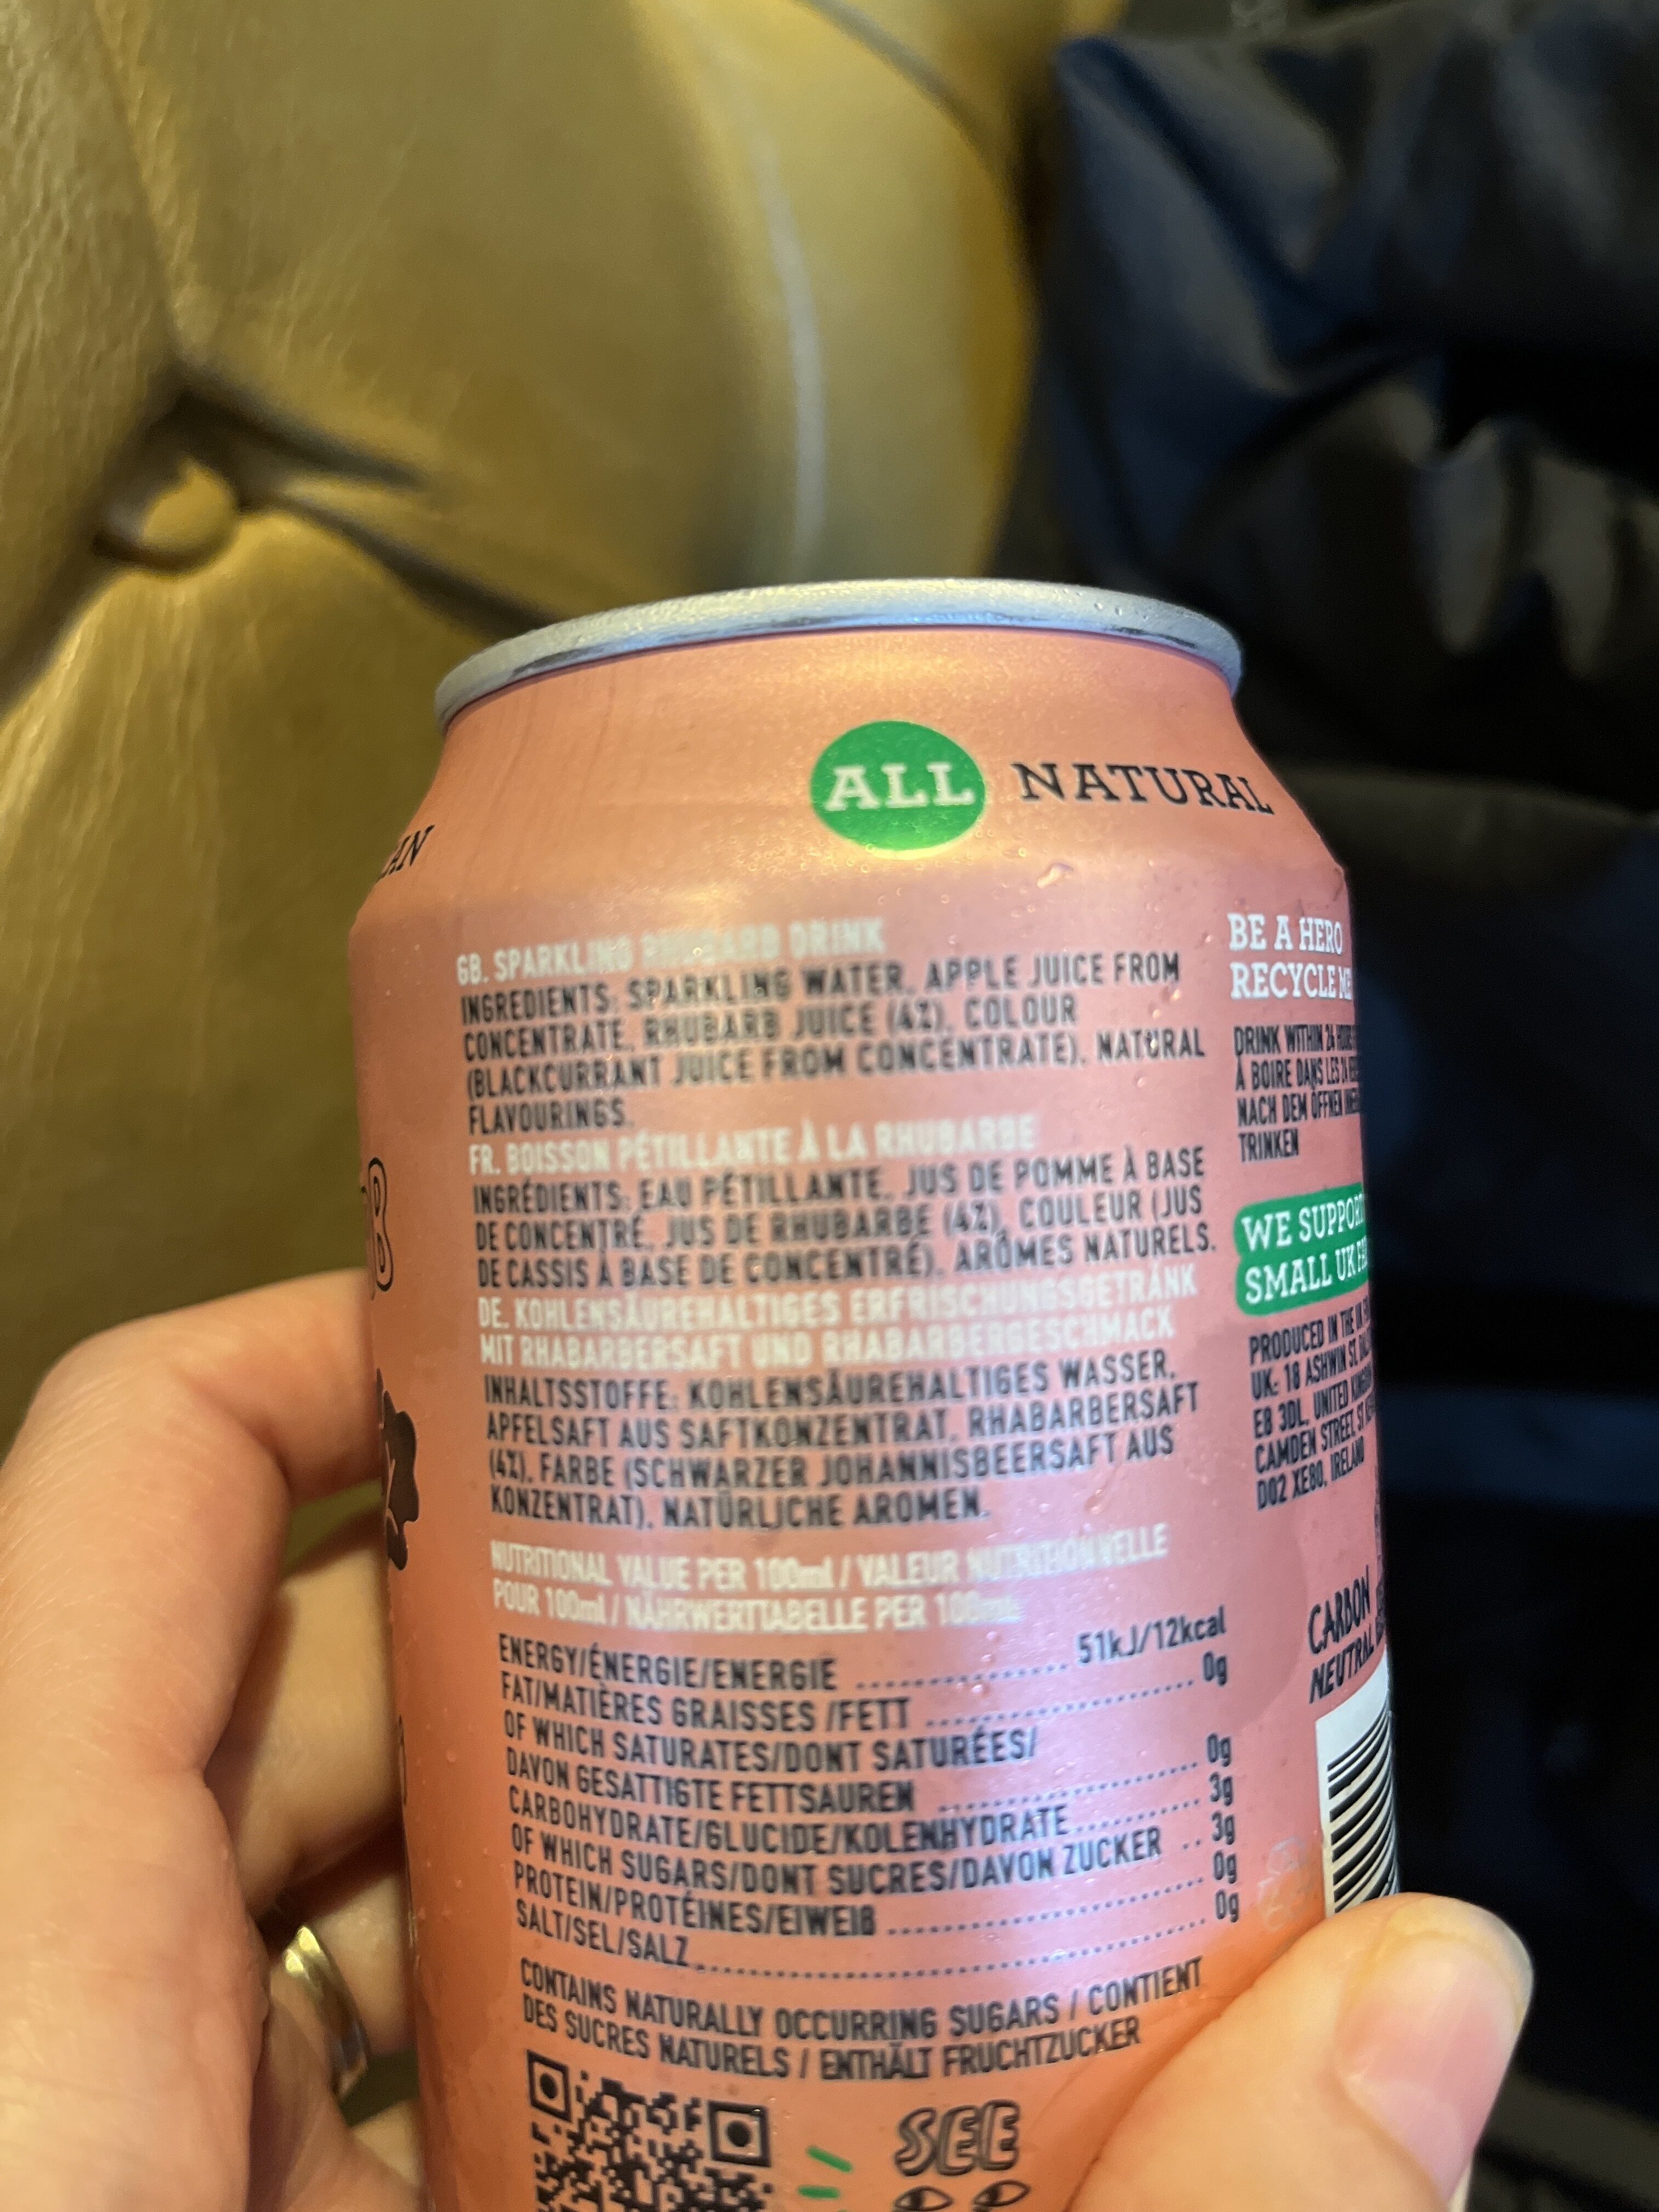 ALL NATURAL
GB. SPARKLING RHUBARB DRINK
INGREDIENTS: SPARKLING WATER, APPLE JUICE FROM
CONCENTRATE, RHUBARB JUICE (4%), COLOUR
(BLACKCURRANT JUICE FROM CONCENTRATE), NATURAL
FLAVOURINGS.
FR. BOISSON PÉTILLANTE À LA RHUBARBE
INGRÉDIENTS: EAU PÉTILLANTE, JUS DE POMME À BASE
DE CONCENTRÉ, JUS DE RHUBARBE (4%), COULEUR (JUS
DE CASSIS À BASE DE CONCENTRÉ), ARÔMES NATURELS.
DE. KOHLENSÄUREHALTIGES ERFRISCHUNGSGETRÄNK
MIT RHABARBERSAFT UND RHABARBERGESCHMACK
INHALTSSTOFFE: KOHLENSÄUREHALTIGES WASSER,
APFELSAFT AUS SAFTKONZENTRAT, RHABARBERSAFT
(4%), FARBE (SCHWARZER JOHANNISBEERSAFT AUS
KONZENTRAT), NATÜRLICHE AROMEN.
NUTRITIONAL VALUE PER 100ml / VALEUR NUTRITIONNELLE
POUR 100ml / NÄHRWERTTABELLE PER 100ml
ENERGY/ÉNERGIE/ENERGIE .................... 51kJ/12kcal
FAT/MATIÈRES GRAISSES /FETT .................... 0g
OF WHICH SATURATES/DONT SATURÉES/
DAVON GESATTIGTE FETTSAUREN .................... 0g
CARBOHYDRATE/GLUCIDE/KOLENHYDRATE .......... 3g
OF WHICH SUGARS/DONT SUCRES/DAVON ZUCKER .. 3g
PROTEIN/PROTÉINES/EIWEIß .................... 0g
SALT/SEL/SALZ .................... 0g
CONTAINS NATURALLY OCCURRING SUGARS / CONTIENT
DES SUCRES NATURELS / ENTHÄLT FRUCHTZUCKER
SEE
BE A HERO
RECYCLE ME
DRINK WITHIN 24
À BOIRE DANS LES 24
NACH DEM ÖFFNEN
TRINKEN
WE SUPPORT
SMALL UK
PRODUCED IN THE UK
UK: 18 ASHWIN ST,
E8 3DL, UNITED
CAMDEN STREET,
D02 XE80, IRELAND
CARBON
NEUTRAL